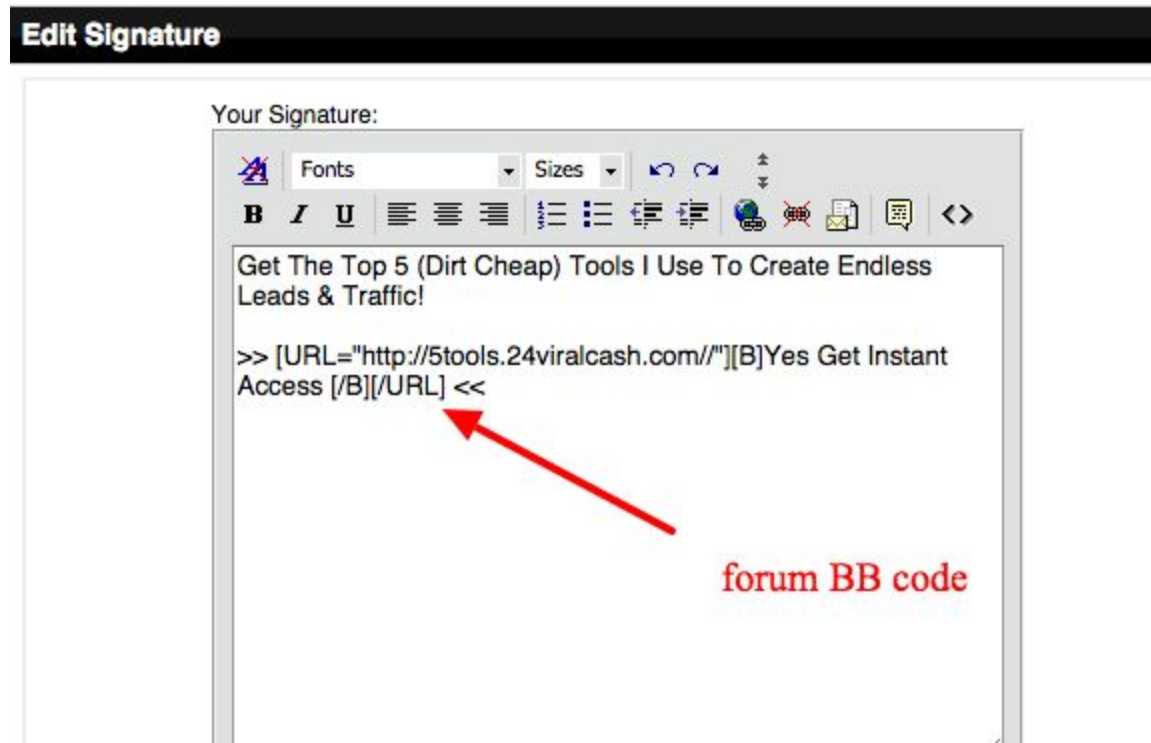 Edit Signature
Your Signature:
Fonts Sizes
B I U
Get The Top 5 (Dirt Cheap) Tools I Use To Create Endless
Leads & Traffic!
>> [URL="http://5tools.24viralcash.com//"][B]Yes Get Instant
Access [/B][/URL] <<
forum BB code